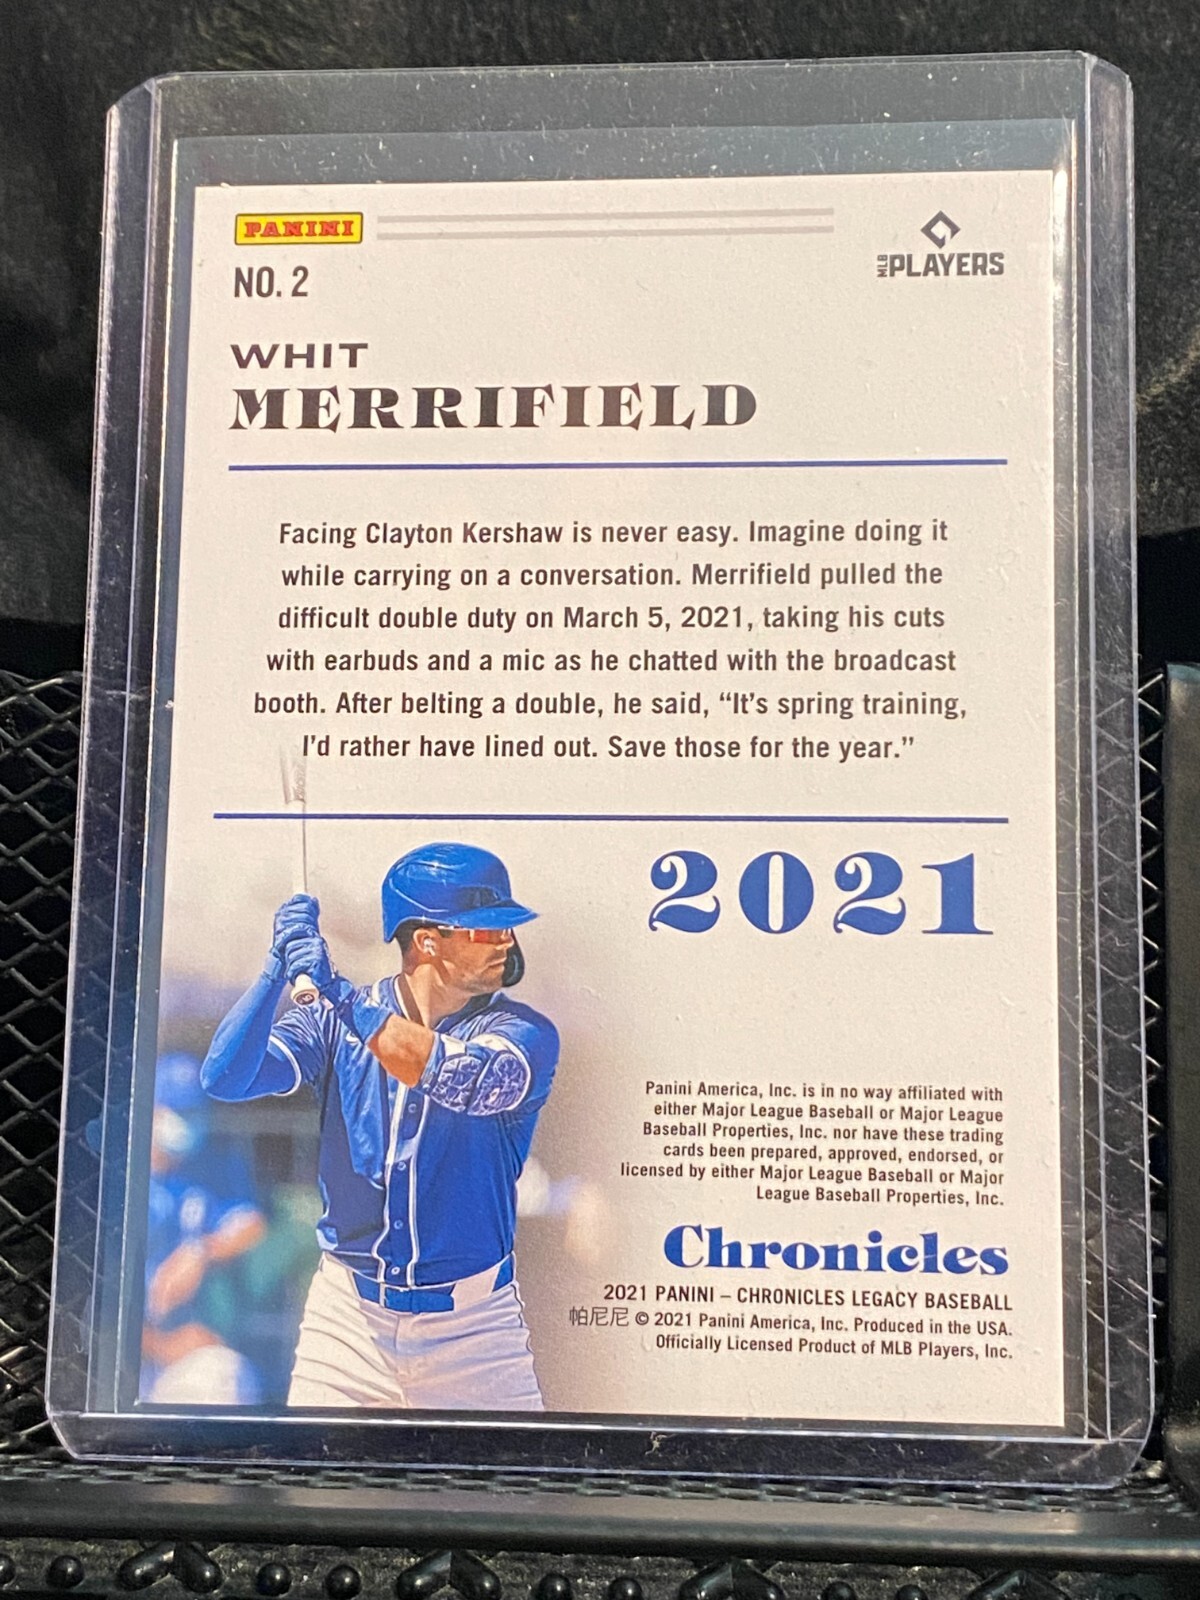 PANINI
NO. 2
MLB PLAYERS
WHIT
MERRIFIELD
Facing Clayton Kershaw is never easy. Imagine doing it
while carrying on a conversation. Merrifield pulled the
difficult double duty on March 5, 2021, taking his cuts
with earbuds and a mic as he chatted with the broadcast
booth. After belting a double, he said, “It’s spring training,
I’d rather have lined out. Save those for the year.”
2021
Panini America, Inc. is in no way affiliated with
either Major League Baseball or Major League
Baseball Properties, Inc. nor have these trading
cards been prepared, approved, endorsed, or
licensed by either Major League Baseball or Major
League Baseball Properties, Inc.
Chronicles
2021 PANINI – CHRONICLES LEGACY BASEBALL
帕尼尼 © 2021 Panini America, Inc. Produced in the USA.
Officially Licensed Product of MLB Players, Inc.